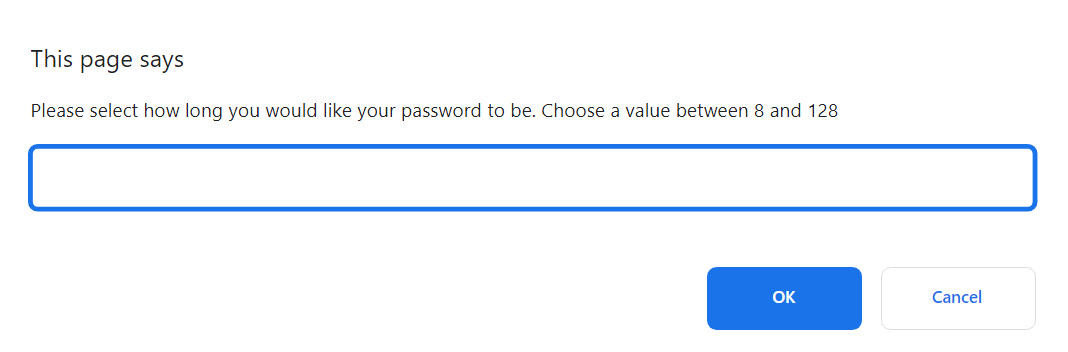 This page says
Please select how long you would like your password to be. Choose a value between 8 and 128
OK
Cancel